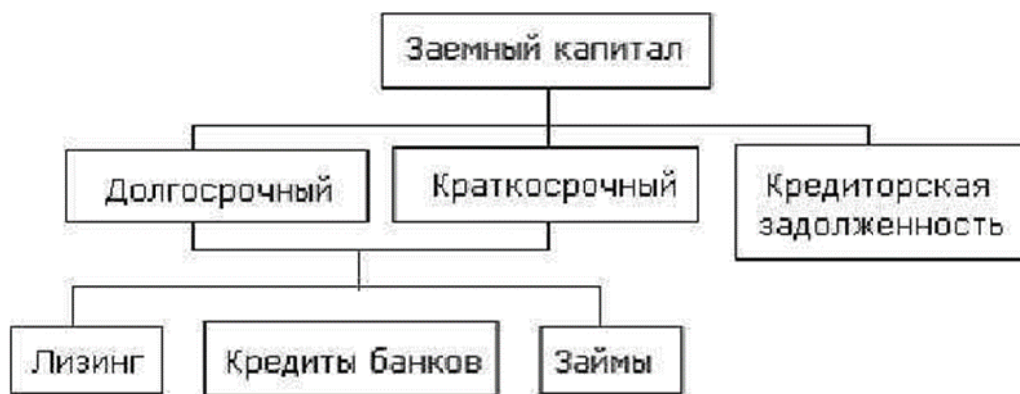 Заемный капитал
Долгосрочный
Краткосрочный
Кредиторская
задолженность
Лизинг
Кредиты банков
Займы